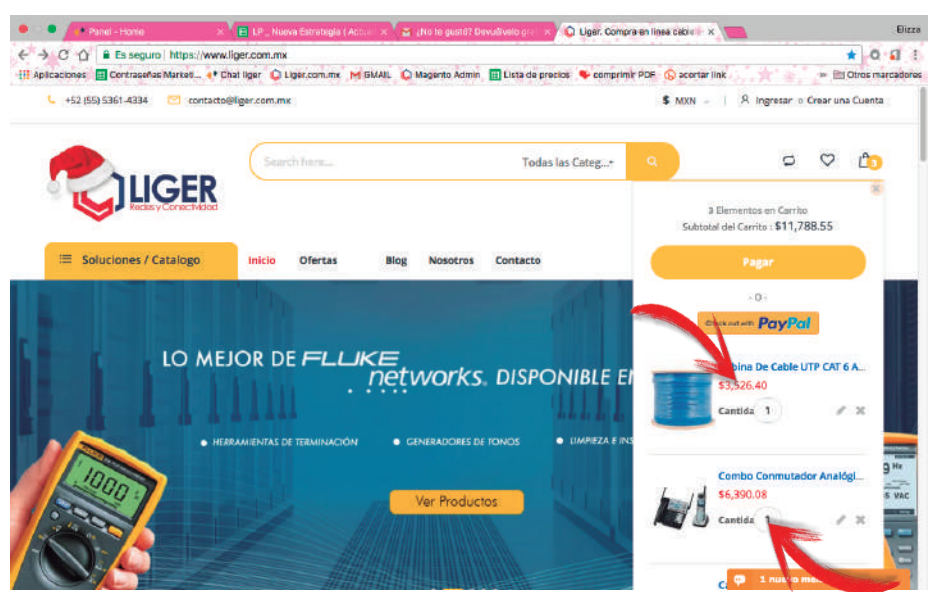 Panel - Home
LP _ Nueva Estrategia ( Actual
¿No te gustó? Devuélvelo gra
Liger. Compra en línea cable
Elizza
Es seguro https://www.liger.com.mx
Aplicaciones Contraseñas Marketi... Chat liger Liger.com.mx GMAIL Magento Admin Lista de precios comprimir PDF acortar link » Otros marcadores
+52 (55) 5361-4334 contacto@liger.com.mx $ MXN Ingresar o Crear una Cuenta
Search here... Todas las Categ... 3
LIGER
Redes y Conectividad
3 Elementos en Carrito
Subtotal del Carrito : $11,788.55
Soluciones / Catalogo Inicio Ofertas Blog Nosotros Contacto
Pagar
- O -
Check out with PayPal
LO MEJOR DE FLUKE
networks. DISPONIBLE
De Cable UTP CAT 6 A...
$3,526.40
Cantida 1
HERRAMIENTAS DE TERMINACIÓN GENERADORES DE TONOS LIMPIEZA E INS
1000
Ver Productos
Combo Conmutador Analógi...
$6,390.08
Cantida 1
Hz
VAC
1 nuevo me